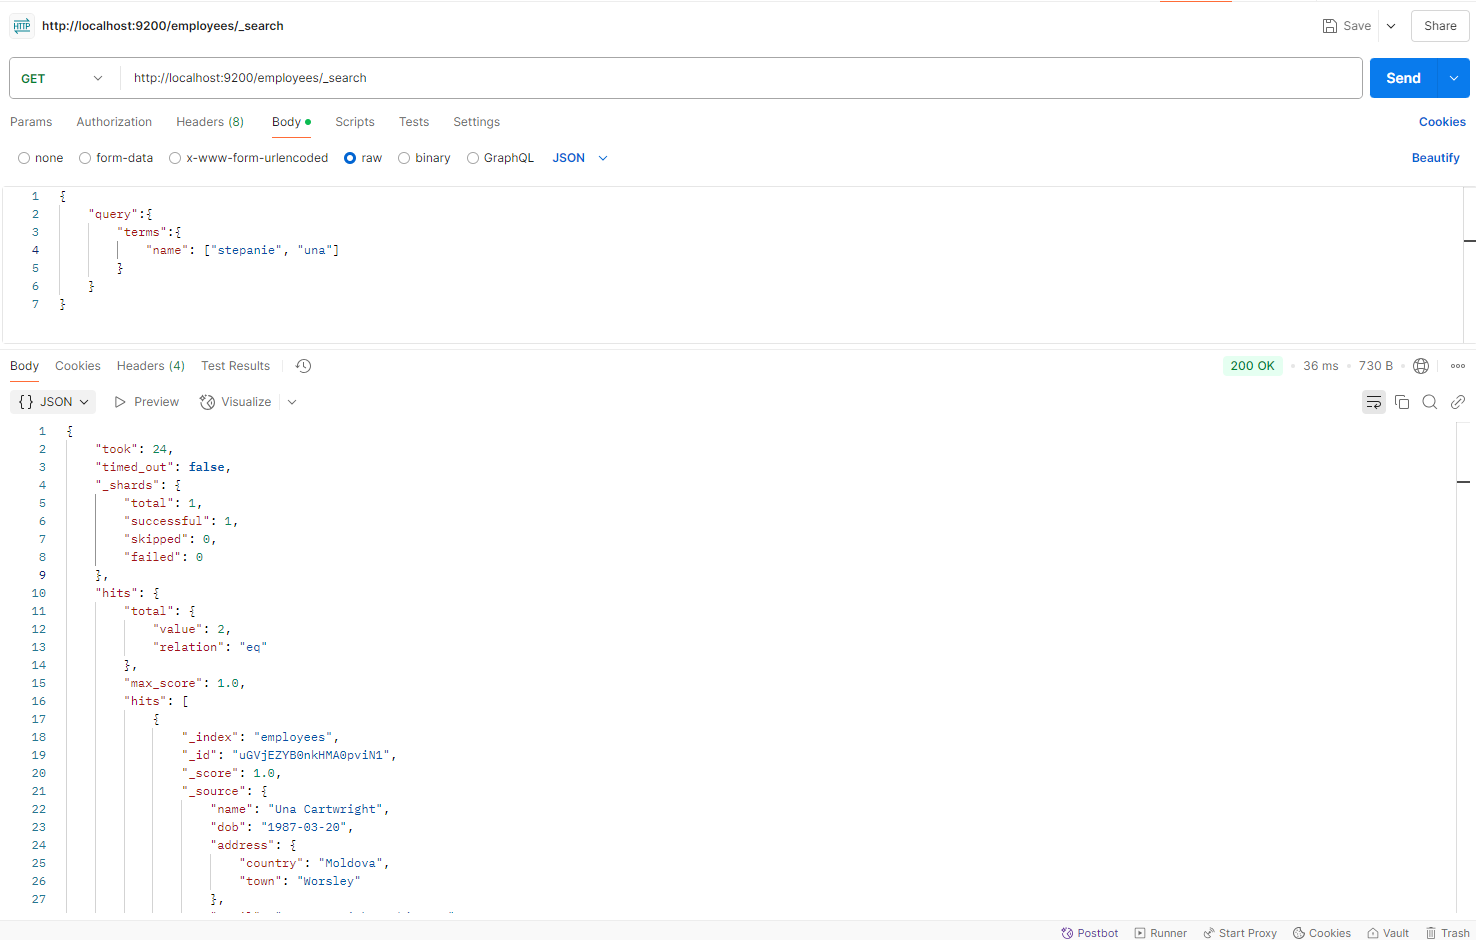 HTTP http://localhost:9200/employees/_search Save Share
GET http://localhost:9200/employees/_search Send
Params Authorization Headers (8) Body Scripts Tests Settings Cookies
none form-data x-www-form-urlencoded raw binary GraphQL JSON Beautify
1 {
2 "query":{
3 "terms":{
4 "name": ["stepanie", "una"]
5 }
6 }
7 }
Body Cookies Headers (4) Test Results 200 OK • 36 ms • 730 B
{} JSON Preview Visualize
1 {
2 "took": 24,
3 "timed_out": false,
4 "_shards": {
5 "total": 1,
6 "successful": 1,
7 "skipped": 0,
8 "failed": 0
9 },
10 "hits": {
11 "total": {
12 "value": 2,
13 "relation": "eq"
14 },
15 "max_score": 1.0,
16 "hits": [
17 {
18 "_index": "employees",
19 "_id": "uGVjEZYB0nkHMA0pviN1",
20 "_score": 1.0,
21 "_source": {
22 "name": "Una Cartwright",
23 "dob": "1987-03-20",
24 "address": {
25 "country": "Moldova",
26 "town": "Worsley"
27 },
Postbot Runner Start Proxy Cookies Vault Trash